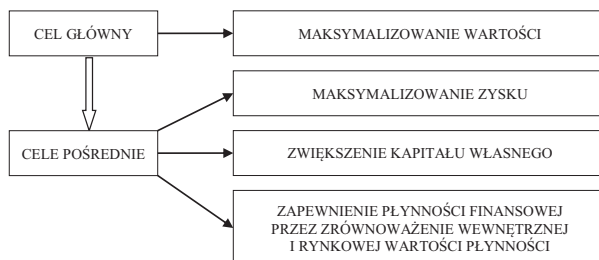 CEL GŁÓWNY
MAKSYMALIZOWANIE WARTOŚCI
MAKSYMALIZOWANIE ZYSKU
CELE POŚREDNIE
ZWIĘKSZENIE KAPITAŁU WŁASNEGO
ZAPEWNIENIE PŁYNNOŚCI FINANSOWEJ
PRZEZ ZRÓWNOWAŻENIE WEWNĘTRZNEJ
I RYNKOWEJ WARTOŚCI PŁYNNOŚCI